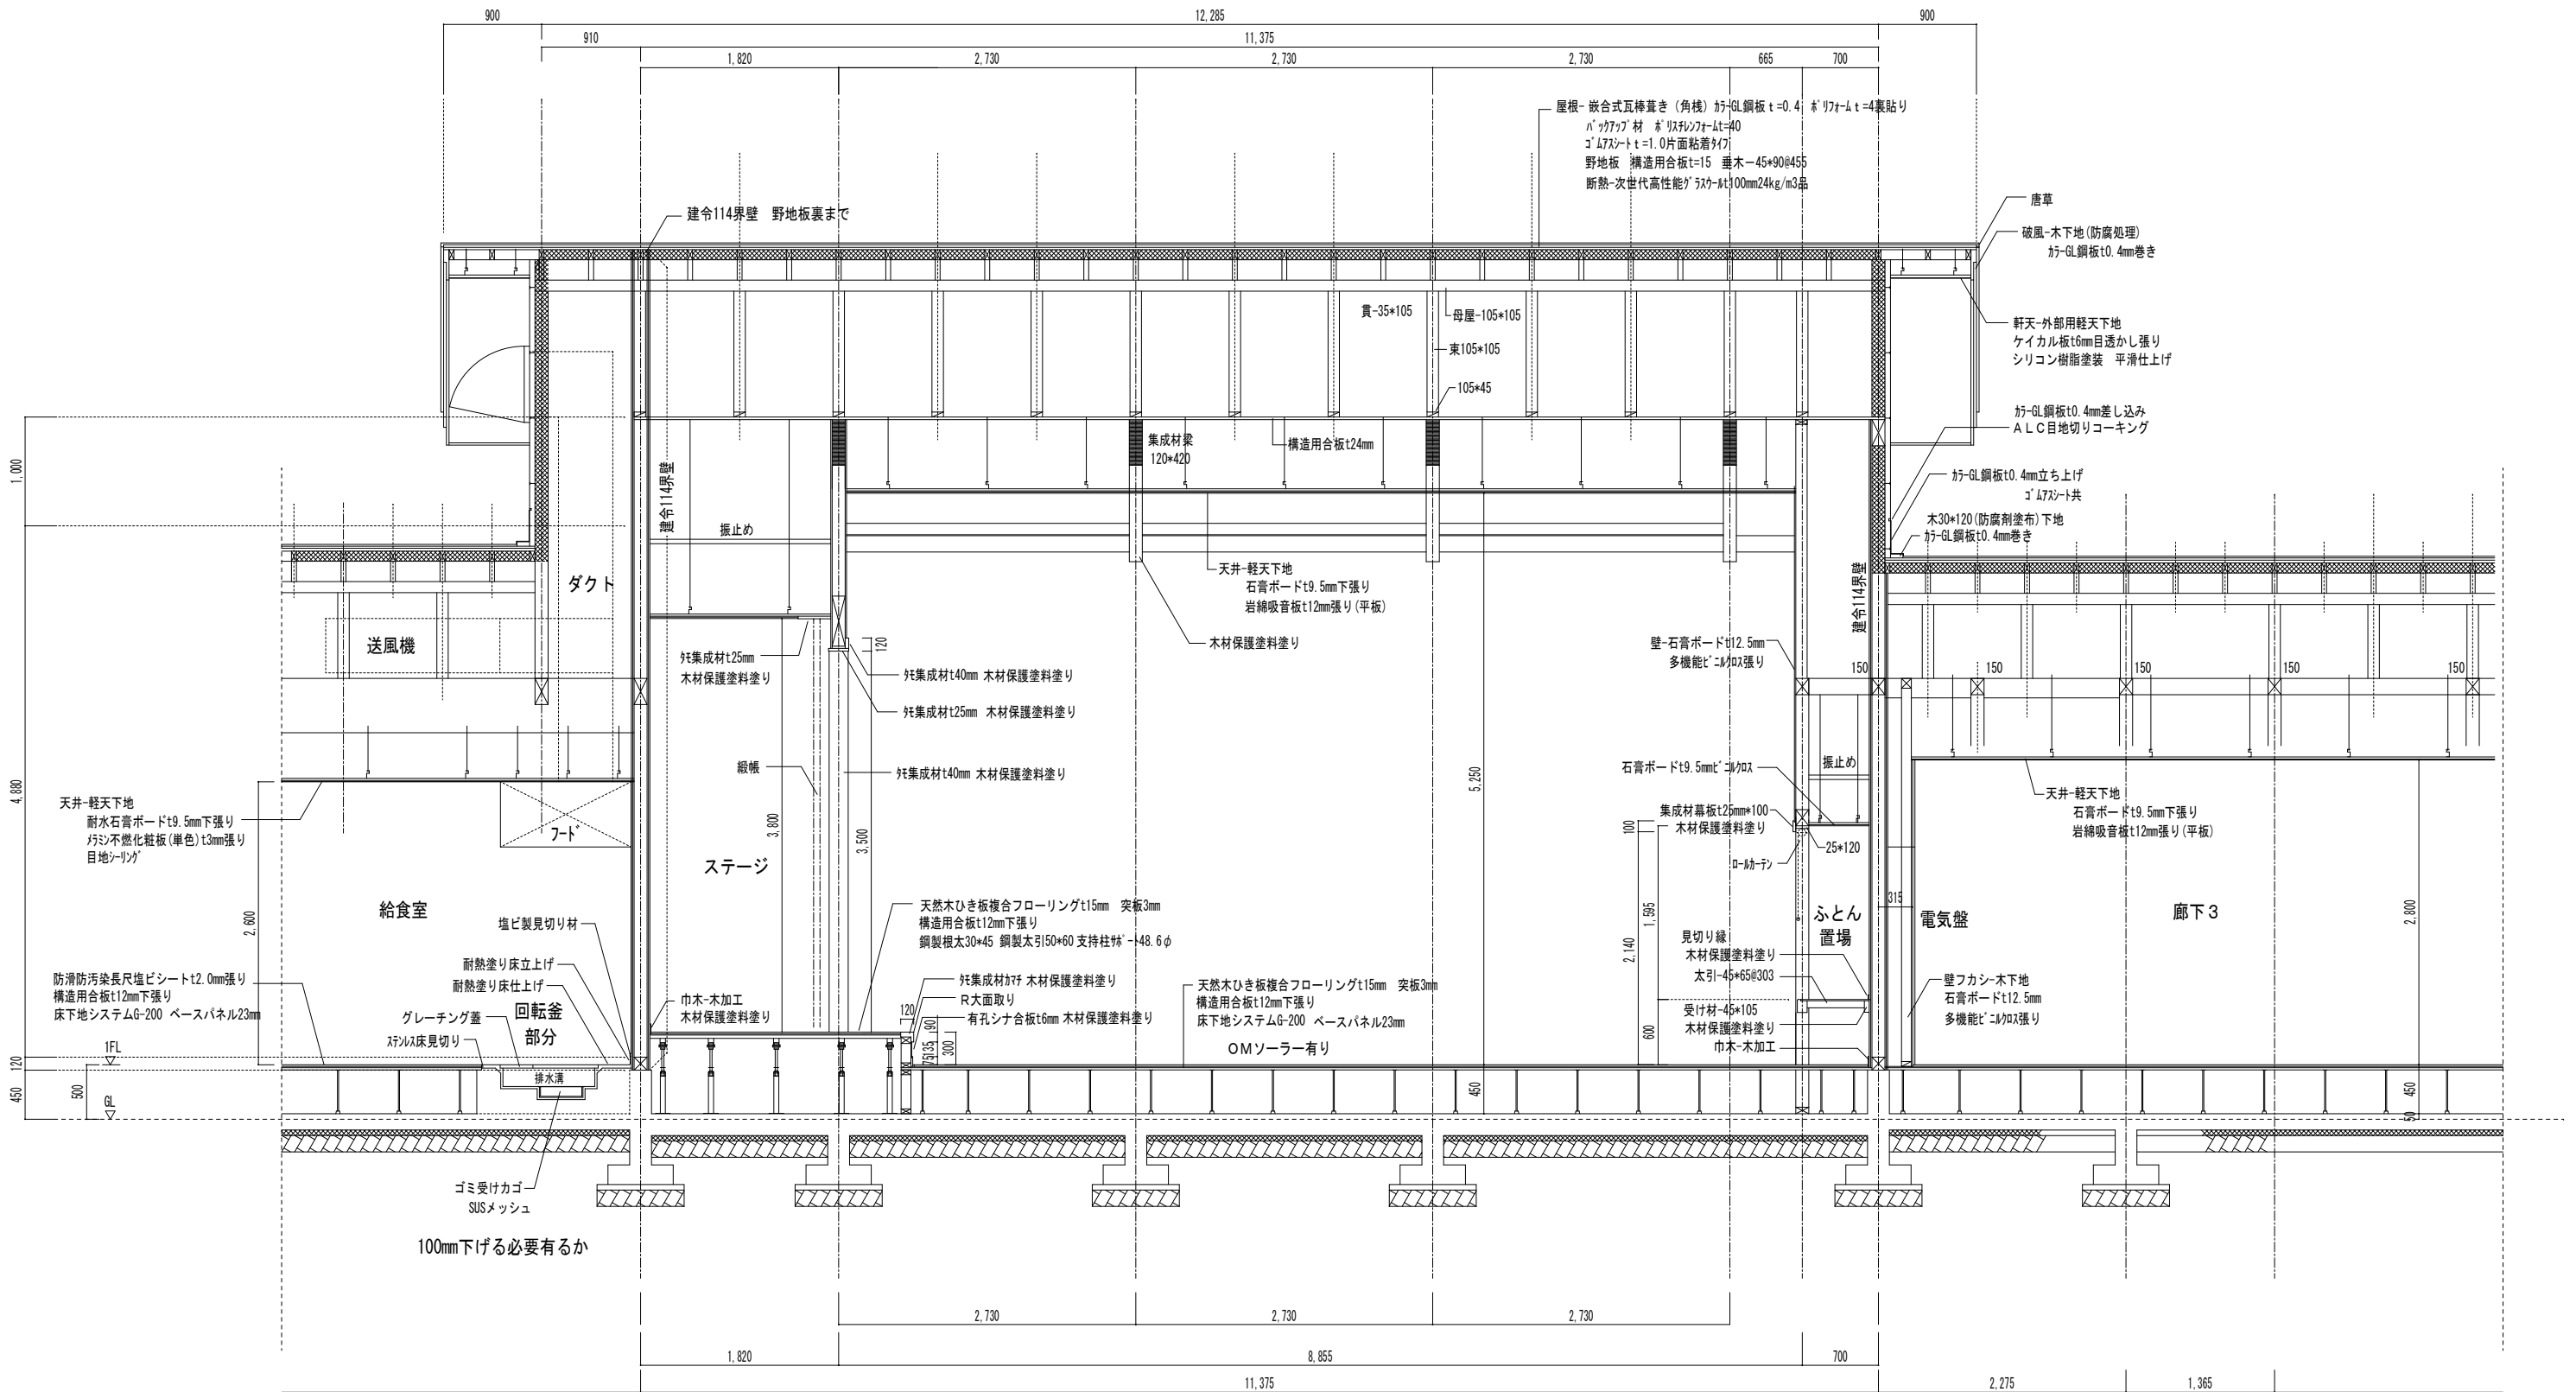 900
12,285
900
910
11,375
1,820
2,730
2,730
2,730
665
700
屋根- 嵌合式瓦棒葺き（角桟）ｶﾗｰGL鋼板 t=0.4 ﾎﾟﾘﾌｫｰﾑ t=4裏貼り
ﾊﾞｯｸｱｯﾌﾟ材 ﾎﾟﾘｽﾁﾚﾝﾌｫｰﾑt=40
ｺﾞﾑｱｽｼｰﾄ t=1.0片面粘着ﾀｲﾌﾟ
野地板 構造用合板t=15 垂木－45*90@455
断熱-次世代高性能ｸﾞﾗｽｳｰﾙt100mm24kg/m3品
建令114界壁 野地板裏まで
唐草
破風-木下地(防腐処理)
ｶﾗｰGL鋼板t0.4mm巻き
貫-35*105
母屋-105*105
束105*105
105*45
軒天-外部用軽天下地
ケイカル板t6mm目透かし張り
シリコン樹脂塗装 平滑仕上げ
ｶﾗｰGL鋼板t0.4mm差し込み
ＡＬＣ目地切りコーキング
集成材梁
120*420
構造用合板t24mm
建令114界壁
振止め
ｶﾗｰGL鋼板t0.4mm立ち上げ
ｺﾞﾑｱｽｼｰﾄ共
木30*120(防腐剤塗布)下地
ｶﾗｰGL鋼板t0.4mm巻き
1,000
4,880
ダクト
天井-軽天下地
石膏ボードt9.5mm下張り
岩綿吸音板t12mm張り(平板)
建令114界壁
送風機
木材保護塗料塗り
壁-石膏ボードt12.5mm
多機能ﾋﾞﾆﾙｸﾛｽ張り
120
ﾀﾓ集成材t25mm
木材保護塗料塗り
ﾀﾓ集成材t40mm 木材保護塗料塗り
ﾀﾓ集成材t25mm 木材保護塗料塗り
150
150
150
150
150
緞帳
ﾀﾓ集成材t40mm 木材保護塗料塗り
石膏ボードt9.5mmﾋﾞﾆﾙｸﾛｽ
振止め
5,250
天井-軽天下地
耐水石膏ボードt9.5mm下張り
ﾒﾗﾐﾝ不燃化粧板(単色)t3mm張り
目地ｼｰﾘﾝｸﾞ
ﾌｰﾄﾞ
3,800
3,500
集成材幕板t25mm*100
木材保護塗料塗り
100
25*120
ﾛｰﾙｶｰﾃﾝ
天井-軽天下地
石膏ボードt9.5mm下張り
岩綿吸音板t12mm張り(平板)
ステージ
給食室
2,600
塩ビ製見切り材
天然木ひき板複合フローリングt15mm 突板3mm
構造用合板t12mm下張り
鋼製根太30*45 鋼製太引50*60 支持柱ｻﾎﾟｰﾄ48.6φ
1,595
2,140
600
ふとん
置場
315
電気盤
廊下３
2,800
見切り縁
木材保護塗料塗り
太引-45*65@303
受け材-45*105
木材保護塗料塗り
巾木-木加工
防滑防汚染長尺塩ビシートt2.0mm張り
構造用合板t12mm下張り
床下地システムG-200 ベースパネル23mm
耐熱塗り床立上げ
耐熱塗り床仕上げ
グレーチング蓋
ｽﾃﾝﾚｽ床見切り
回転釜
部分
巾木-木加工
木材保護塗料塗り
ﾀﾓ集成材ｶﾏﾁ 木材保護塗料塗り
Ｒ大面取り
有孔シナ合板t6mm 木材保護塗料塗り
120
90
135
75
300
天然木ひき板複合フローリングt15mm 突板3mm
構造用合板t12mm下張り
床下地システムG-200 ベースパネル23mm
ＯＭソーラー有り
壁フカシ-木下地
石膏ボードt12.5mm
多機能ﾋﾞﾆﾙｸﾛｽ張り
1FL
GL
120
450
500
排水溝
450
450
50
ゴミ受けカゴ
SUSメッシュ
100mm下げる必要有るか
2,730
2,730
2,730
1,820
8,855
700
11,375
2,275
1,365